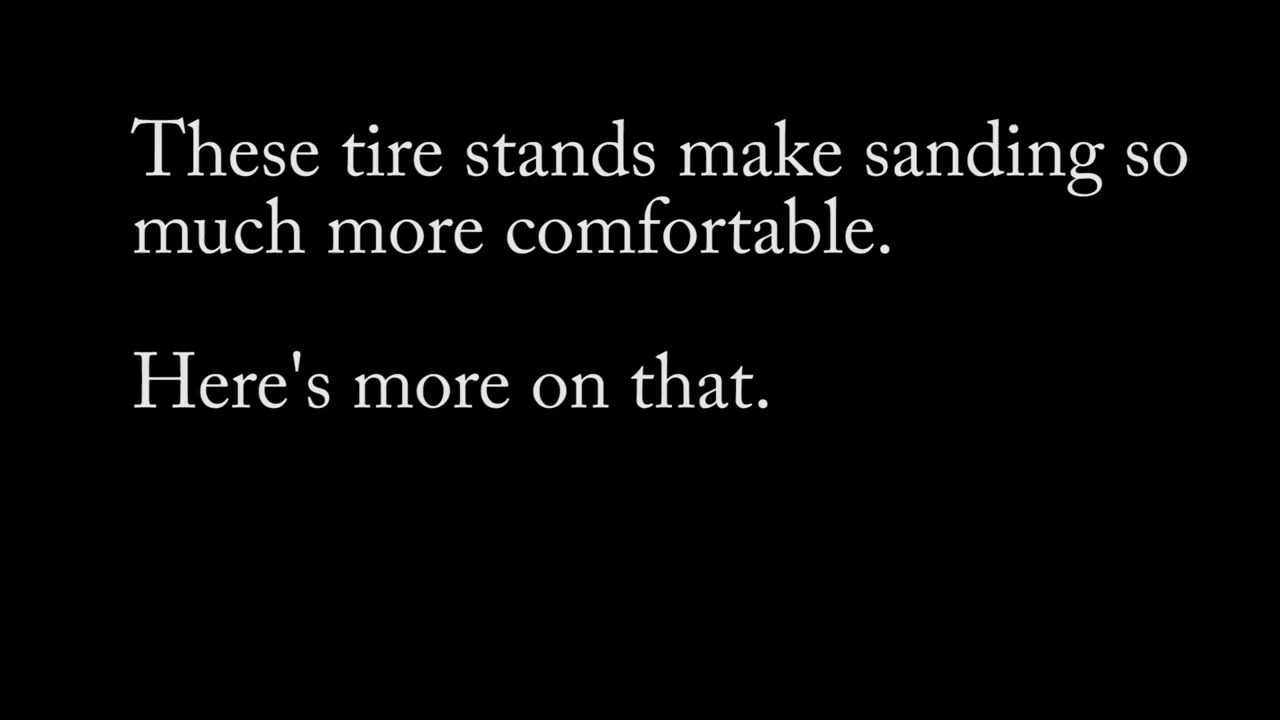 These tire stands make sanding so
much more comfortable.
Here's more on that.